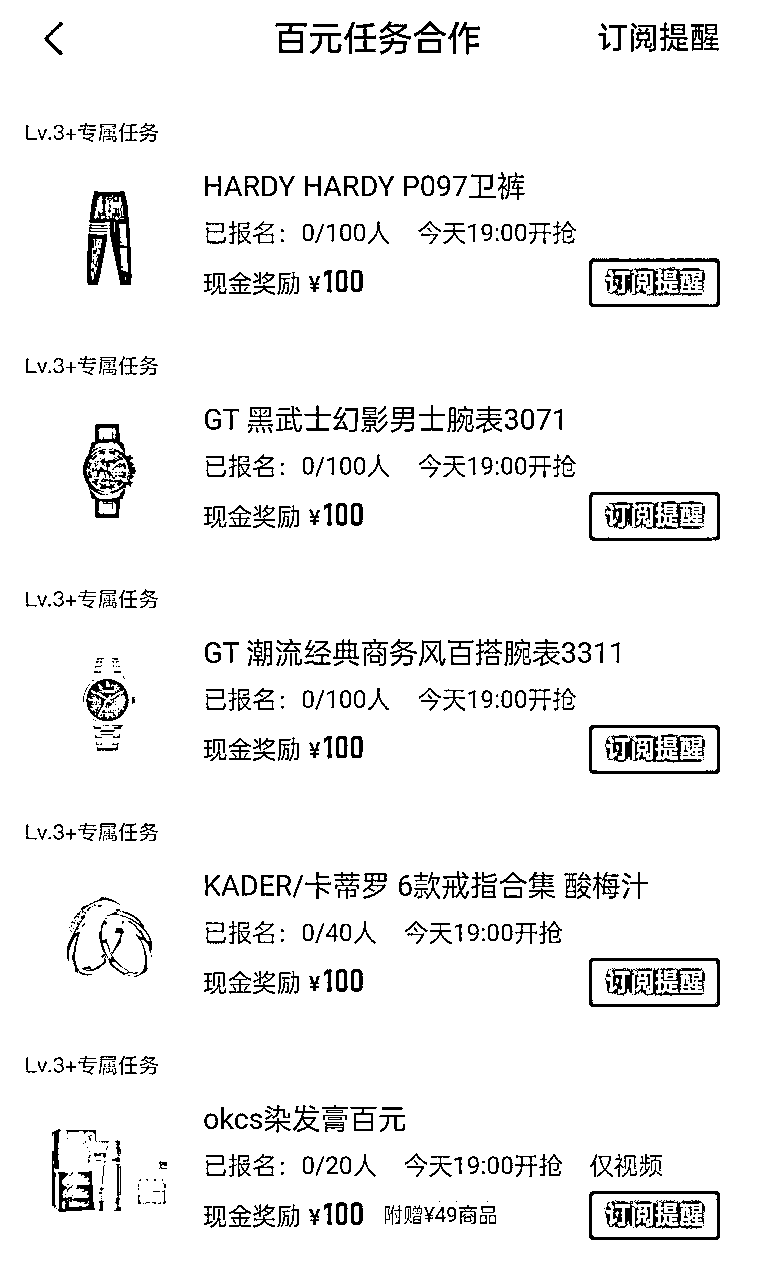 百元任务合作 订阅提醒
Lv.3+专属任务
HARDY HARDY P097卫裤
已报名：0/100人 今天19:00开抢
现金奖励 ¥100 订阅提醒
Lv.3+专属任务
GT 黑武士幻影男士腕表3071
已报名：0/100人 今天19:00开抢
现金奖励 ¥100 订阅提醒
Lv.3+专属任务
GT 潮流经典商务风百搭腕表3311
已报名：0/100人 今天19:00开抢
现金奖励 ¥100 订阅提醒
Lv.3+专属任务
KADER/卡蒂罗 6款戒指合集 酸梅汁
已报名：0/40人 今天19:00开抢
现金奖励 ¥100 订阅提醒
Lv.3+专属任务
okcs染发膏百元
已报名：0/20人 今天19:00开抢 仅视频
现金奖励 ¥100 附赠¥49商品 订阅提醒